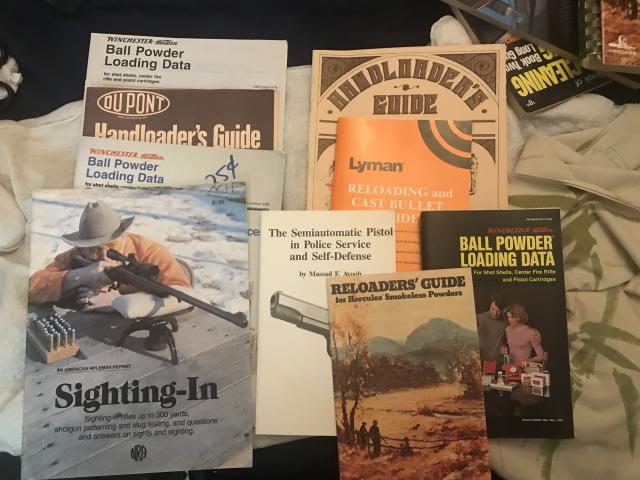 WINCHESTER-Western
Ball Powder
Loading Data
for shot shells, center fire
rifle and pistol cartridges
DU PONT
Handloader's Guide
WINCHESTER-Western
Ball Powder
Loading Data
25¢
$1.95
AN AMERICAN RIFLEMAN REPRINT
Sighting-In
Sighting-in rifles up to 300 yards,
shotgun patterning and slug testing, and questions
and answers on sights and sighting.
NRA
The Semiautomatic Pistol
in Police Service
and Self-Defense
by Massad F. Ayoob
HANDLOADER'S
GUIDE
Lyman
RELOADING and
CAST BULLET
RELOADERS' GUIDE
for Hercules Smokeless Powders
WINCHESTER-Western
BALL POWDER
LOADING DATA
For Shot Shells, Center Fire Rifle
and Pistol Cartridges
Book Two
Long Gu
CLEANING